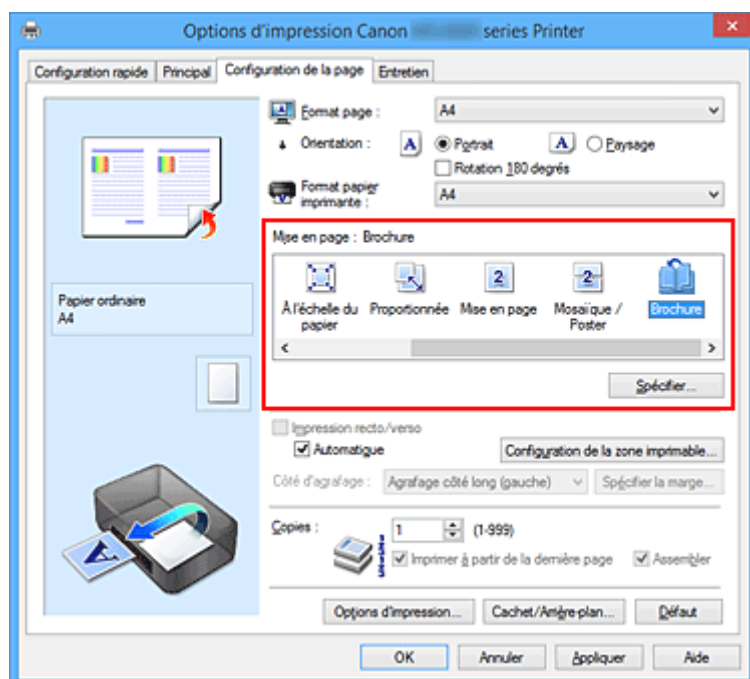 Options d'impression Canon series Printer
Configuration rapide Principal Configuration de la page Entretien
Format page : A4
Orientation : A Portrait A Paysage
Rotation 180 degrés
Format papier
imprimante : A4
Mise en page : Brochure
À l'échelle du
papier
Proportionnée
2
Mise en page
2
Mosaïque /
Poster
Brochure
Spécifier...
Papier ordinaire
A4
Impression recto/verso
Automatique
Configuration de la zone imprimable...
Côté d'agrafage : Agrafage côté long (gauche) Spécifier la marge...
Copies : 1 (1-999)
Imprimer à partir de la dernière page Assembler
A
Options d'impression... Cachet/Arrière-plan... Défaut
OK Annuler Appliquer Aide